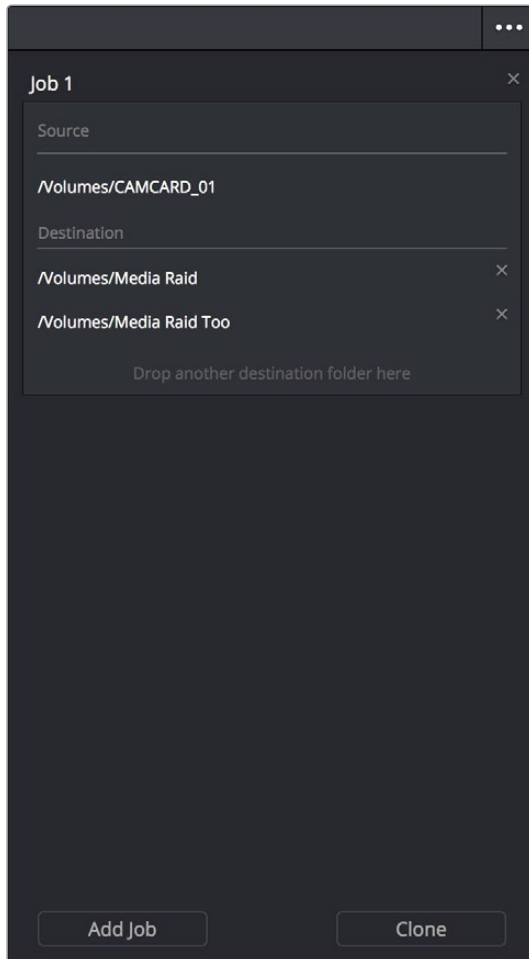 Job 1
Source
/Volumes/CAMCARD_01
Destination
/Volumes/Media Raid
/Volumes/Media Raid Too
Drop another destination folder here
Add Job Clone